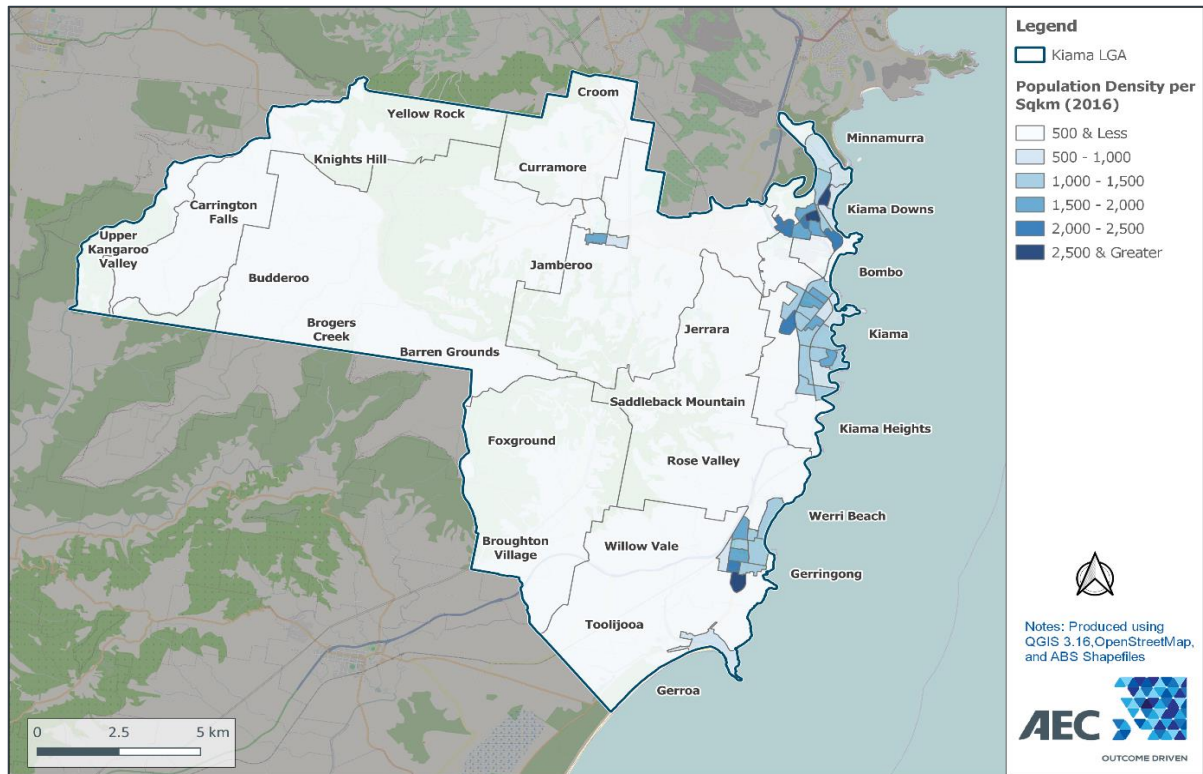 Croom
Yellow Rock
Minnamurra
Knights Hill
Curramore
Carrington
Falls
Kiama Downs
Upper
Kangaroo
Valley
Jamberoo
Bombo
Budderoo
Brogers
Creek
Jerrara
Kiama
Barren Grounds
Saddleback Mountain
Kiama Heights
Foxground
Rose Valley
Werri Beach
Broughton
Village
Willow Vale
Gerringong
Toolijooa
Gerroa
0 2.5 5 km
Legend
Kiama LGA
Population Density per
Sqkm (2016)
500 & Less
500 - 1,000
1,000 - 1,500
1,500 - 2,000
2,000 - 2,500
2,500 & Greater
Notes: Produced using
QGIS 3.16,OpenStreetMap,
and ABS Shapefiles
AEC
OUTCOME DRIVEN